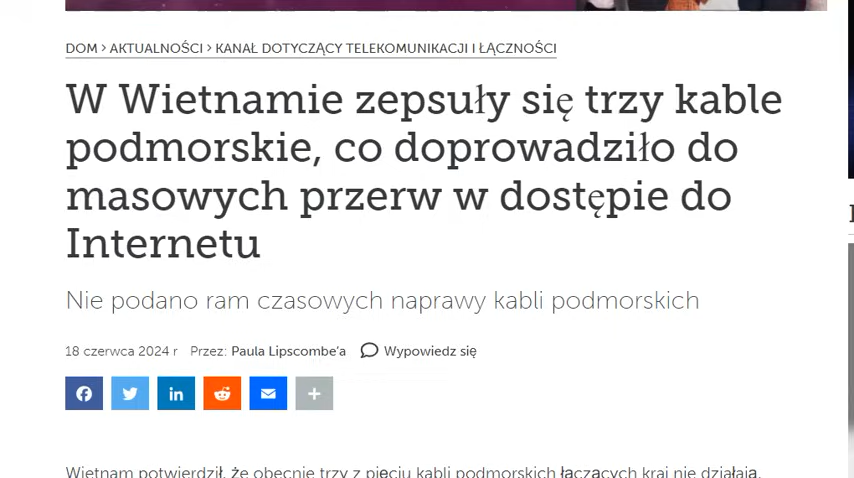 DOM > AKTUALNOŚCI > KANAŁ DOTYCZĄCY TELEKOMUNIKACJI I ŁĄCZNOŚCI
W Wietnamie zepsuły się trzy kable
podmorskie, co doprowadziło do
masowych przerw w dostępie do
Internetu
Nie podano ram czasowych naprawy kabli podmorskich
18 czerwca 2024 r Przez: Paula Lipscombe'a Wypowiedz się
Wietnam potwierdził, że obecnie trzy z pięciu kabli podmorskich łączących kraj nie działają,